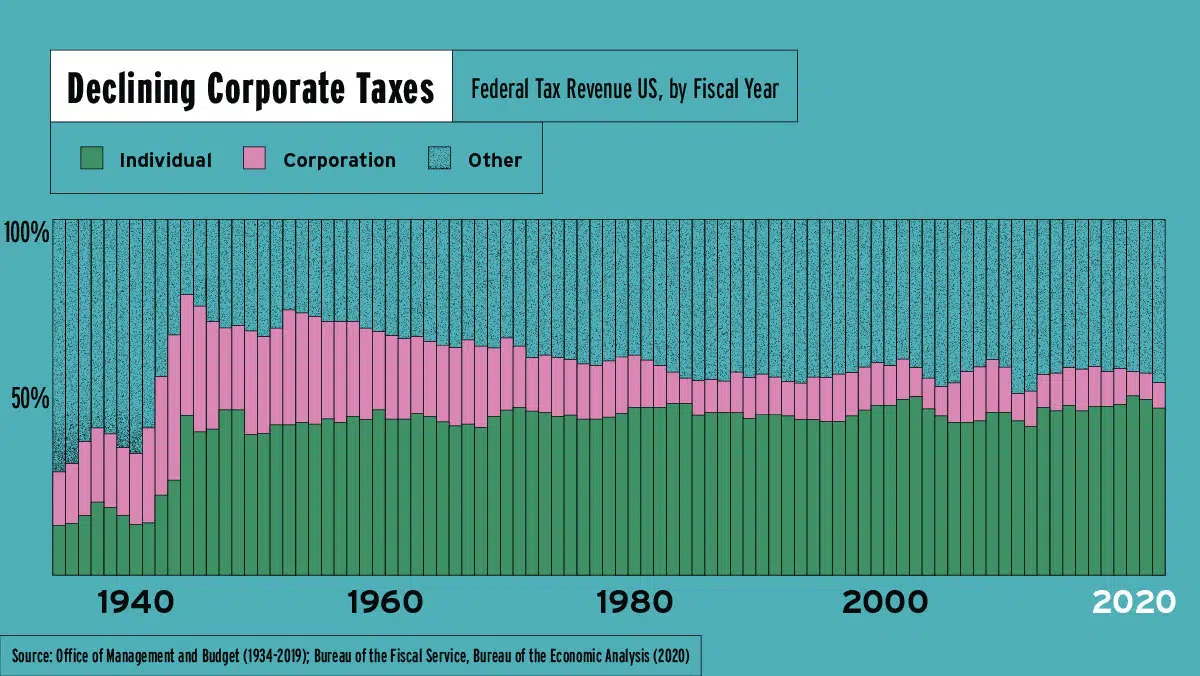 Declining Corporate Taxes
Federal Tax Revenue US, by Fiscal Year
Individual
Corporation
Other
100%
50%
1940
1960
1980
2000
2020
Source: Office of Management and Budget (1934-2019); Bureau of the Fiscal Service, Bureau of the Economic Analysis (2020)